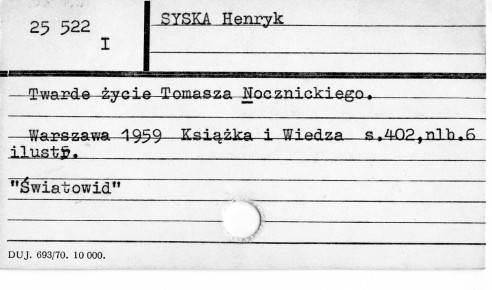 25 522
I
SYSKA Henryk
Twarde życie Tomasza Nocznickiego.
Warszawa 1959 Książka i Wiedza s.402,nlb.6
ilustr.
"Światowid"
DUJ. 693/70. 10 000.